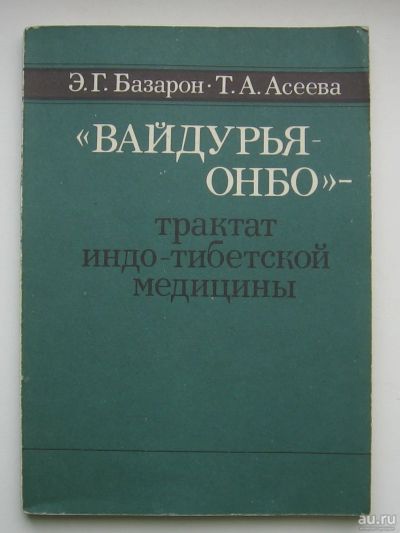 Э. Г. Базарон · Т. А. Асеева
«ВАЙДУРЬЯ-
ОНБО»–
трактат
индо-тибетской
медицины
au.ru